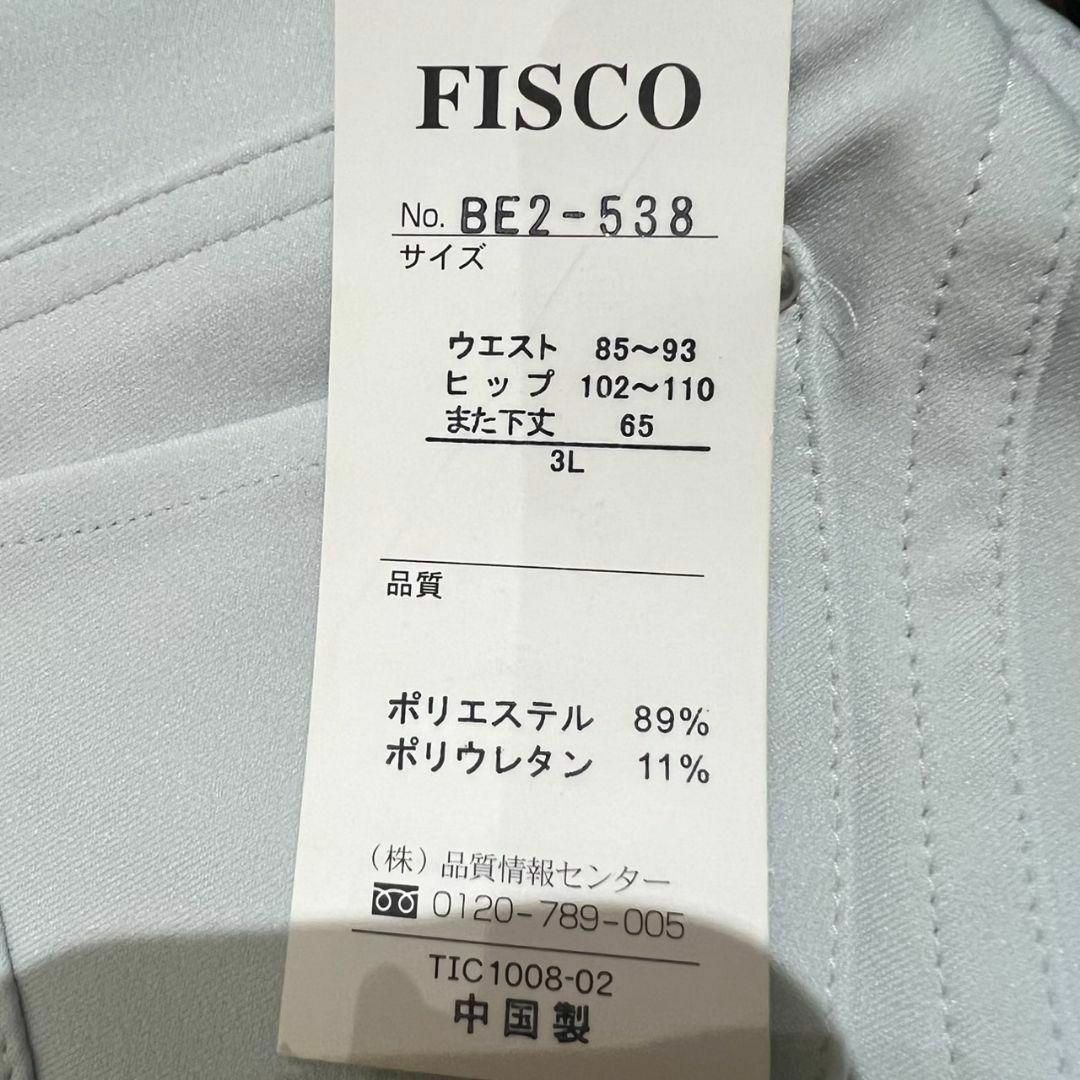 FISCO
No. BE2-538
サイズ
ウエスト 85〜93
ヒップ 102〜110
また下丈 65
3L
品質
ポリエステル 89%
ポリウレタン 11%
(株)品質情報センター
0120-789-005
TIC1008-02
中国製